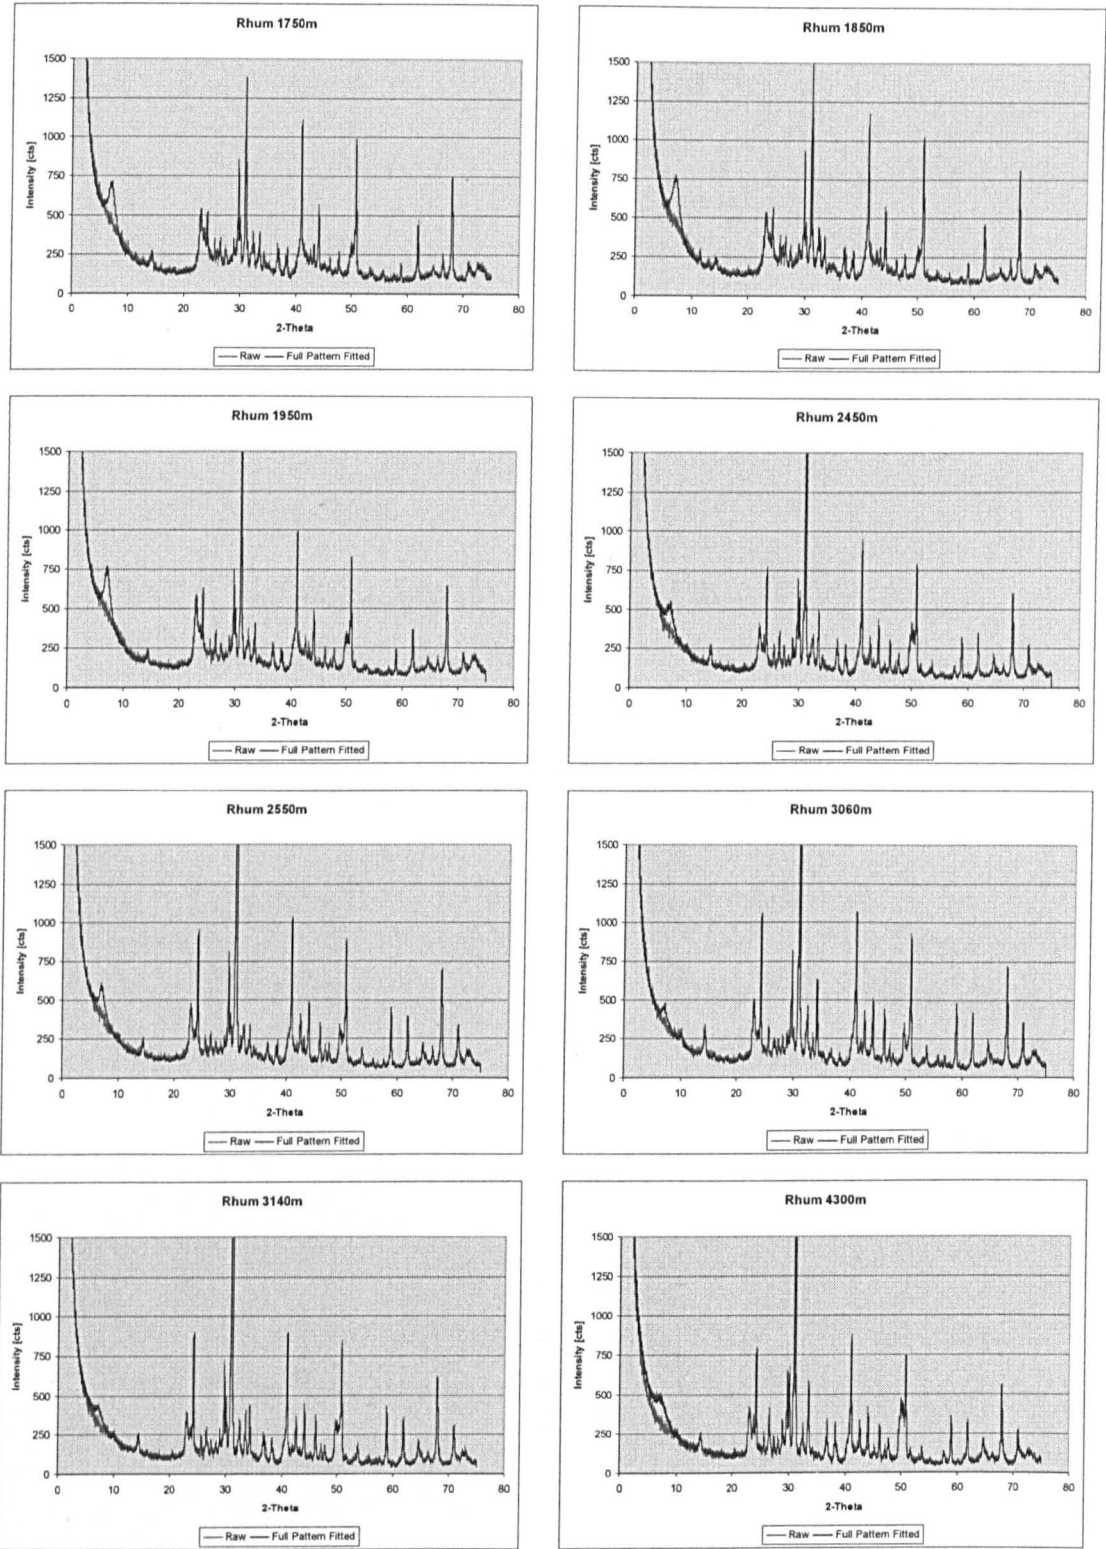 Rhum 1750m
1500
1250
1000
750
500
250
0
Intensity [cts]
0 10 20 30 40 50 60 70 80
2-Theta
Raw Full Pattern Fitted
Rhum 1850m
1500
1250
1000
750
500
250
0
Intensity [cts]
0 10 20 30 40 50 60 70 80
2-Theta
Raw Full Pattern Fitted
Rhum 1950m
1500
1250
1000
750
500
250
0
Intensity [cts]
0 10 20 30 40 50 60 70 80
2-Theta
Raw Full Pattern Fitted
Rhum 2450m
1500
1250
1000
750
500
250
0
Intensity [cts]
0 10 20 30 40 50 60 70 80
2-Theta
Raw Full Pattern Fitted
Rhum 2550m
1500
1250
1000
750
500
250
0
Intensity [cts]
0 10 20 30 40 50 60 70 80
2-Theta
Raw Full Pattern Fitted
Rhum 3060m
1500
1250
1000
750
500
250
0
Intensity [cts]
0 10 20 30 40 50 60 70 80
2-Theta
Raw Full Pattern Fitted
Rhum 3140m
1500
1250
1000
750
500
250
0
Intensity [cts]
0 10 20 30 40 50 60 70 80
2-Theta
Raw Full Pattern Fitted
Rhum 4300m
1500
1250
1000
750
500
250
0
Intensity [cts]
0 10 20 30 40 50 60 70 80
2-Theta
Raw Full Pattern Fitted